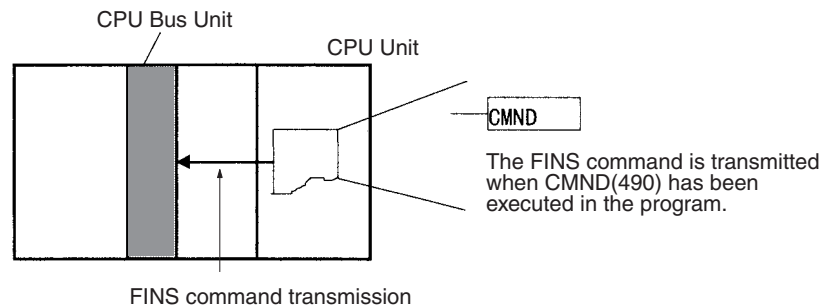 CPU Bus Unit
CPU Unit
CMND
The FINS command is transmitted
when CMND(490) has been
executed in the program.
FINS command transmission